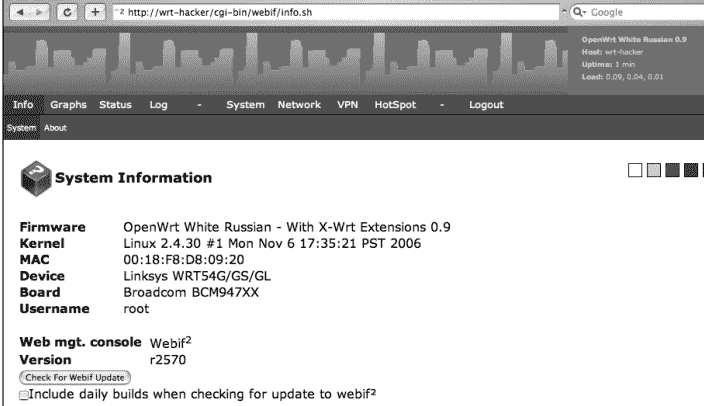 ² http://wrt-hacker/cgi-bin/webif/info.sh
Google
OpenWrt White Russian 0.9
Host: wrt-hacker
Uptime: 1 min
Load: 0.09, 0.04, 0.01
Info Graphs Status Log - System Network VPN HotSpot - Logout
System About
System Information
Firmware OpenWrt White Russian - With X-Wrt Extensions 0.9
Kernel Linux 2.4.30 #1 Mon Nov 6 17:35:21 PST 2006
MAC 00:18:F8:D8:09:20
Device Linksys WRT54G/GS/GL
Board Broadcom BCM947XX
Username root
Web mgt. console Webif²
Version r2570
Check For Webif Update
Include daily builds when checking for update to webif²